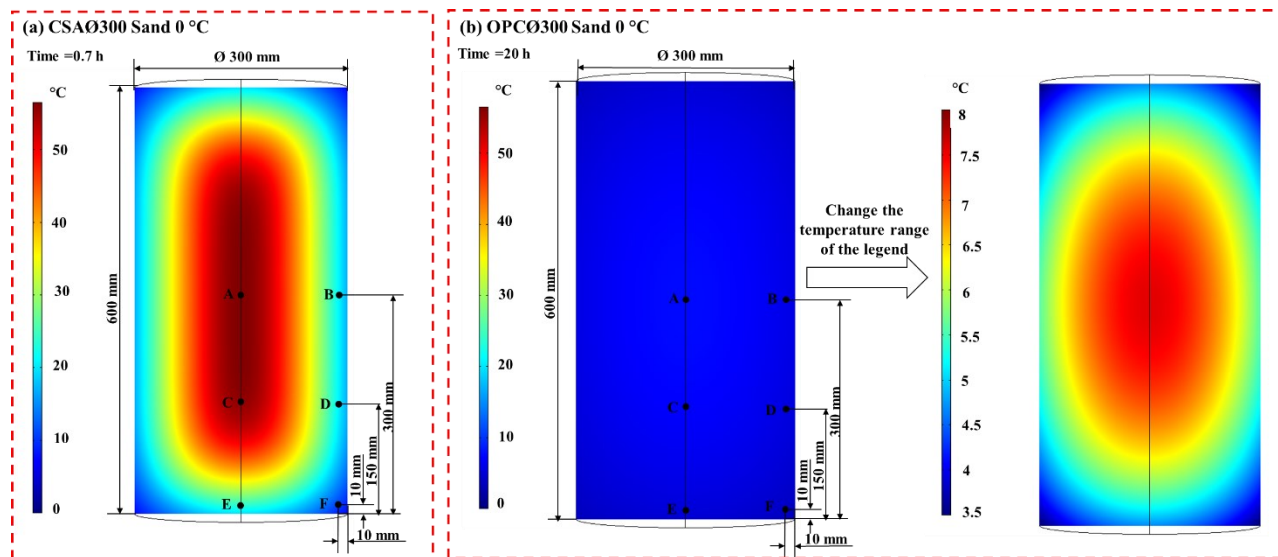 (a) CSAØ300 Sand 0 °C
Time =0.7 h
Ø 300 mm
°C
50
40
30
20
10
0
600 mm
A
B
C
D
E
F
300 mm
150 mm
10 mm
10 mm
(b) OPCØ300 Sand 0 °C
Time =20 h
Ø 300 mm
°C
50
40
30
20
10
0
600 mm
A
B
C
D
E
F
300 mm
150 mm
10 mm
10 mm
Change the
temperature range
of the legend
°C
8
7.5
7
6.5
6
5.5
5
4.5
4
3.5